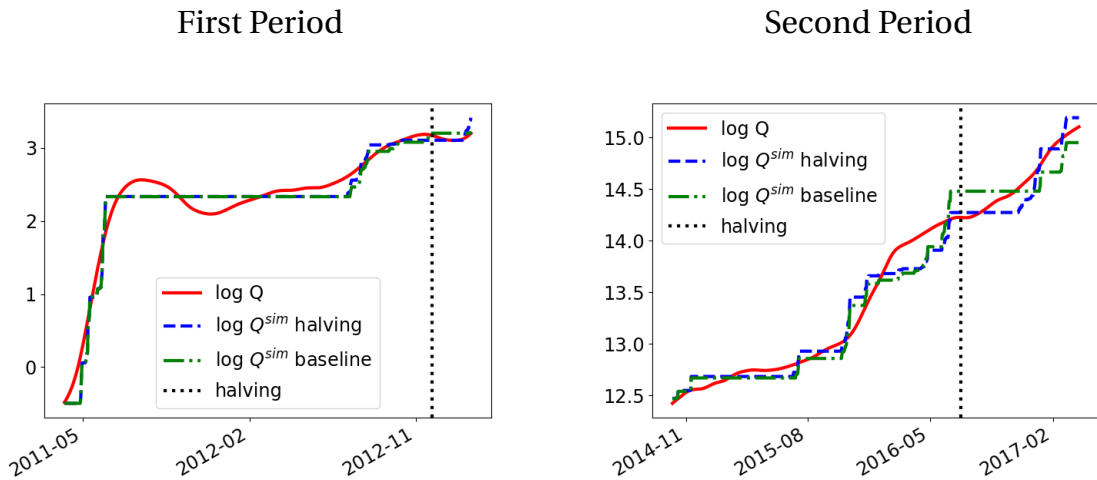 First Period
3
2
1
0
log Q
log Q^sim halving
log Q^sim baseline
halving
2011-05
2012-02
2012-11
Second Period
15.0
14.5
14.0
13.5
13.0
12.5
log Q
log Q^sim halving
log Q^sim baseline
halving
2014-11
2015-08
2016-05
2017-02